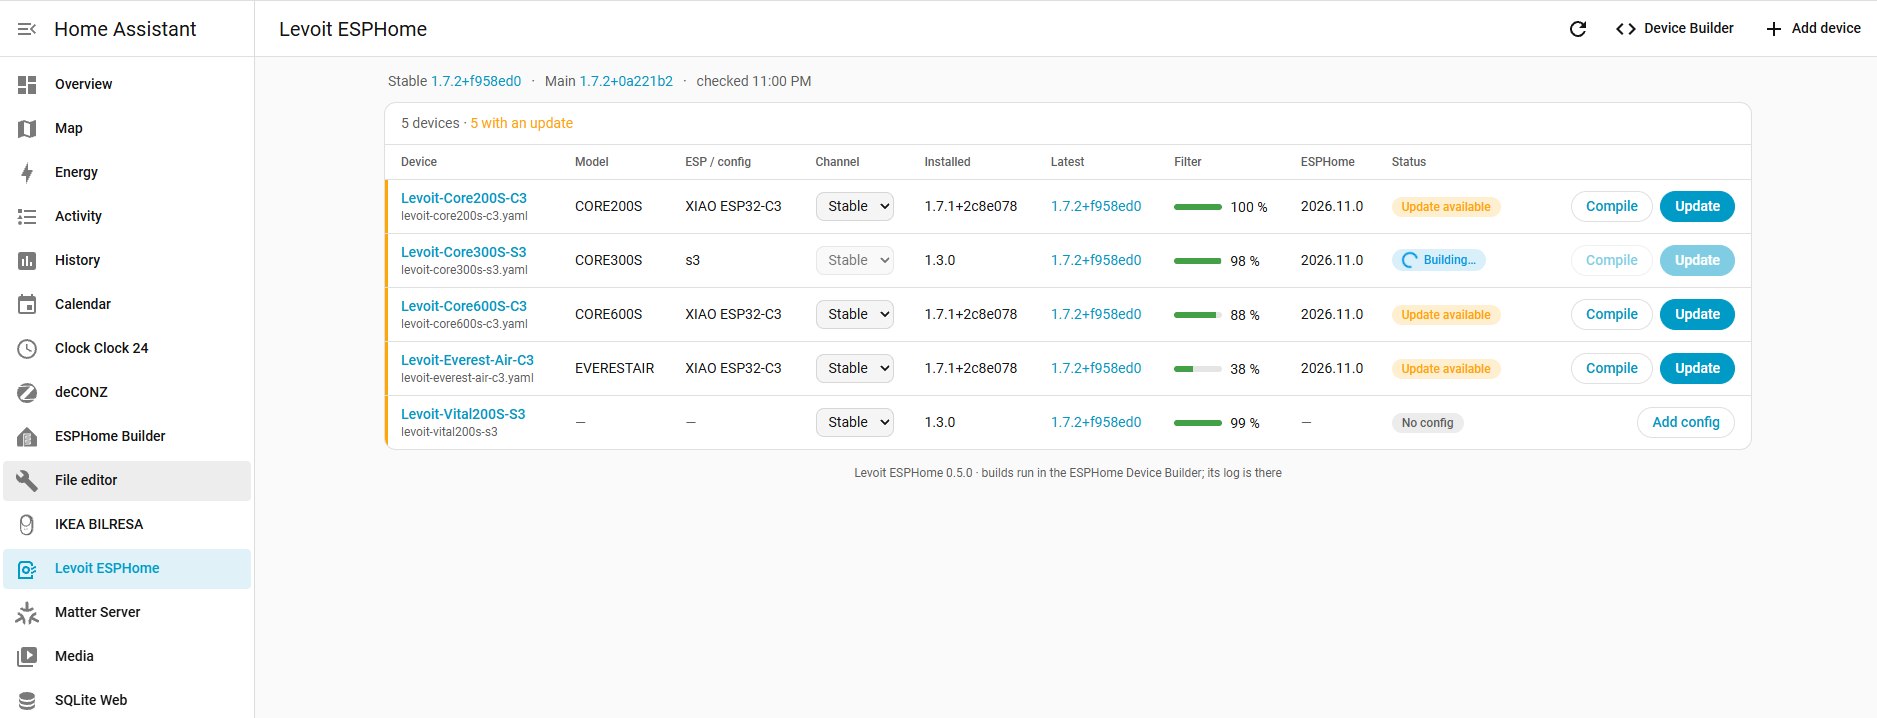 Home Assistant
Levoit ESPHome
Device Builder
Add device
Overview
Map
Energy
Activity
History
Calendar
Clock Clock 24
deCONZ
ESPHome Builder
File editor
IKEA BILRESA
Levoit ESPHome
Matter Server
Media
SQLite Web
Stable 1.7.2+f958ed0 · Main 1.7.2+0a221b2 · checked 11:00 PM
5 devices · 5 with an update
Device Model ESP / config Channel Installed Latest Filter ESPHome Status
Levoit-Core200S-C3
levoit-core200s-c3.yaml
CORE200S XIAO ESP32-C3 Stable 1.7.1+2c8e078 1.7.2+f958ed0 100 % 2026.11.0 Update available Compile Update
Levoit-Core300S-S3
levoit-core300s-s3.yaml
CORE300S s3 Stable 1.3.0 1.7.2+f958ed0 98 % 2026.11.0 Building... Compile Update
Levoit-Core600S-C3
levoit-core600s-c3.yaml
CORE600S XIAO ESP32-C3 Stable 1.7.1+2c8e078 1.7.2+f958ed0 88 % 2026.11.0 Update available Compile Update
Levoit-Everest-Air-C3
levoit-everest-air-c3.yaml
EVERESTAIR XIAO ESP32-C3 Stable 1.7.1+2c8e078 1.7.2+f958ed0 38 % 2026.11.0 Update available Compile Update
Levoit-Vital200S-S3
levoit-vital200s-s3
— — Stable 1.3.0 1.7.2+f958ed0 99 % — No config Add config
Levoit ESPHome 0.5.0 · builds run in the ESPHome Device Builder; its log is there